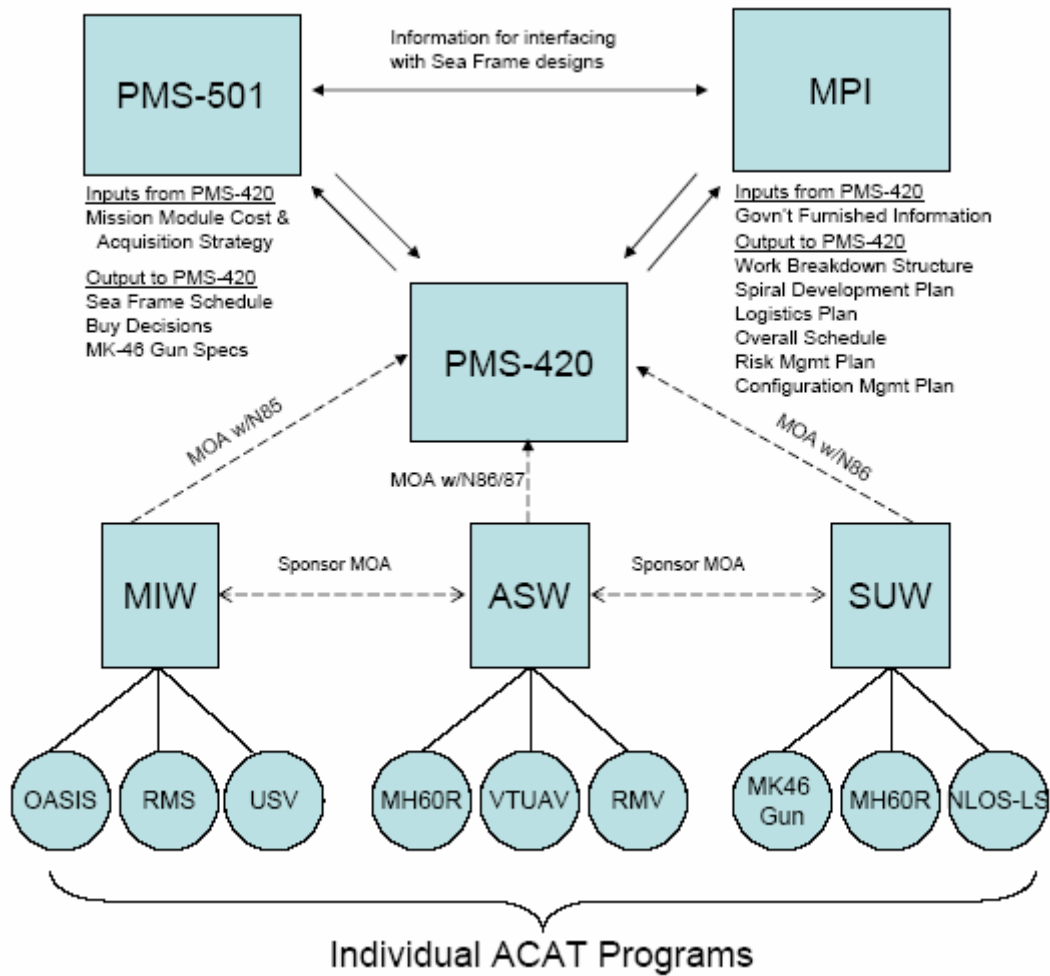 Information for interfacing
with Sea Frame designs
PMS-501
MPI
Inputs from PMS-420
Mission Module Cost &
Acquisition Strategy
Output to PMS-420
Sea Frame Schedule
Buy Decisions
MK-46 Gun Specs
Inputs from PMS-420
Govn't Furnished Information
Output to PMS-420
Work Breakdown Structure
Spiral Development Plan
Logistics Plan
Overall Schedule
Risk Mgmt Plan
Configuration Mgmt Plan
PMS-420
MOA w/N85
MOA w/N86/87
MOA w/N86
MIW
Sponsor MOA
ASW
Sponsor MOA
SUW
OASIS
RMS
USV
MH60R
VTUAV
RMV
MK46
Gun
MH60R
NLOS-LS
Individual ACAT Programs